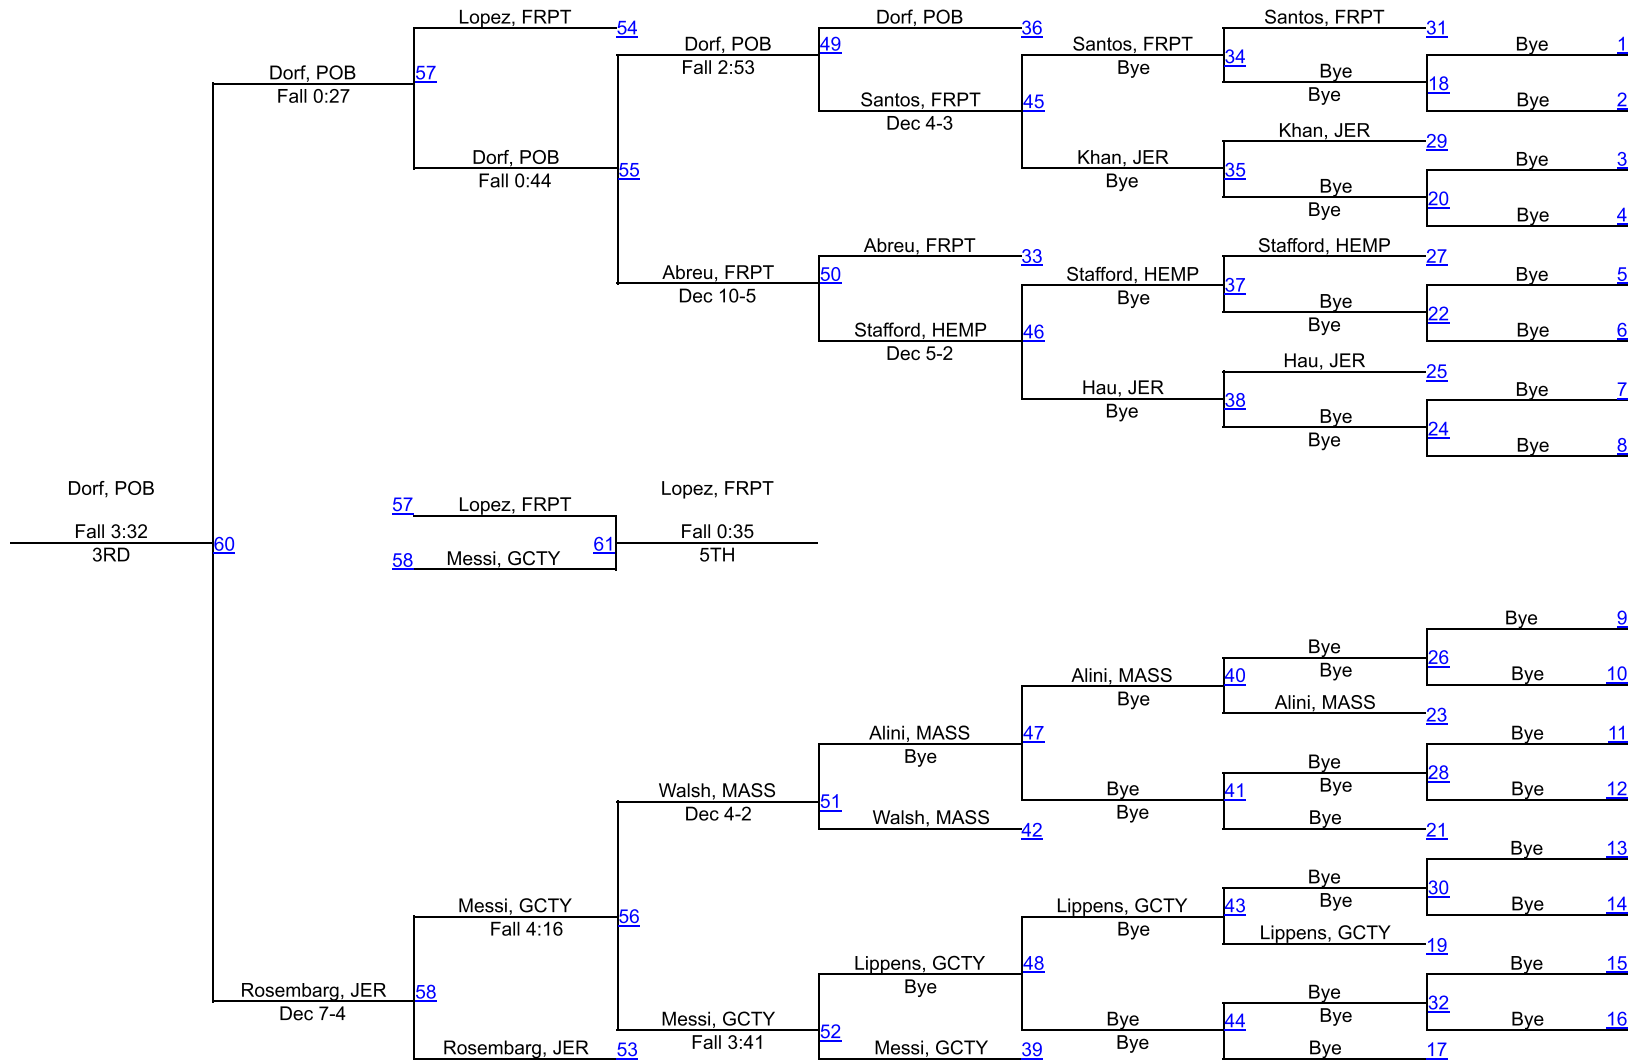 Lopez, FRPT
54
Dorf, POB
36
Santos, FRPT
31
Dorf, POB
Fall 2:53
49
Santos, FRPT
Bye
34
Bye
1
Dorf, POB
Fall 0:27
57
Bye
Bye
18
Bye
2
Santos, FRPT
Dec 4-3
45
Khan, JER
29
Dorf, POB
Fall 0:44
55
Khan, JER
Bye
35
Bye
3
Bye
Bye
20
Bye
4
Abreu, FRPT
33
Stafford, HEMP
27
Abreu, FRPT
Dec 10-5
50
Stafford, HEMP
Bye
37
Bye
5
Bye
Bye
22
Bye
6
Stafford, HEMP
Dec 5-2
46
Hau, JER
25
Hau, JER
Bye
38
Bye
7
Bye
Bye
24
Bye
8
Dorf, POB
Fall 3:32
3RD
60
57
Lopez, FRPT
58
Messi, GCTY
61
Lopez, FRPT
Fall 0:35
5TH
Bye
9
Bye
Bye
26
Bye
10
Alini, MASS
Bye
40
Alini, MASS
23
Alini, MASS
Bye
47
Bye
11
Bye
Bye
28
Bye
12
Walsh, MASS
Dec 4-2
51
Bye
Bye
41
Walsh, MASS
42
Bye
21
Bye
13
Bye
Bye
30
Bye
14
Messi, GCTY
Fall 4:16
56
Lippens, GCTY
Bye
43
Lippens, GCTY
19
Lippens, GCTY
Bye
48
Bye
15
Rosembarg, JER
Dec 7-4
58
Bye
Bye
32
Bye
16
Messi, GCTY
Fall 3:41
52
Bye
Bye
44
Rosembarg, JER
53
Messi, GCTY
39
Bye
17